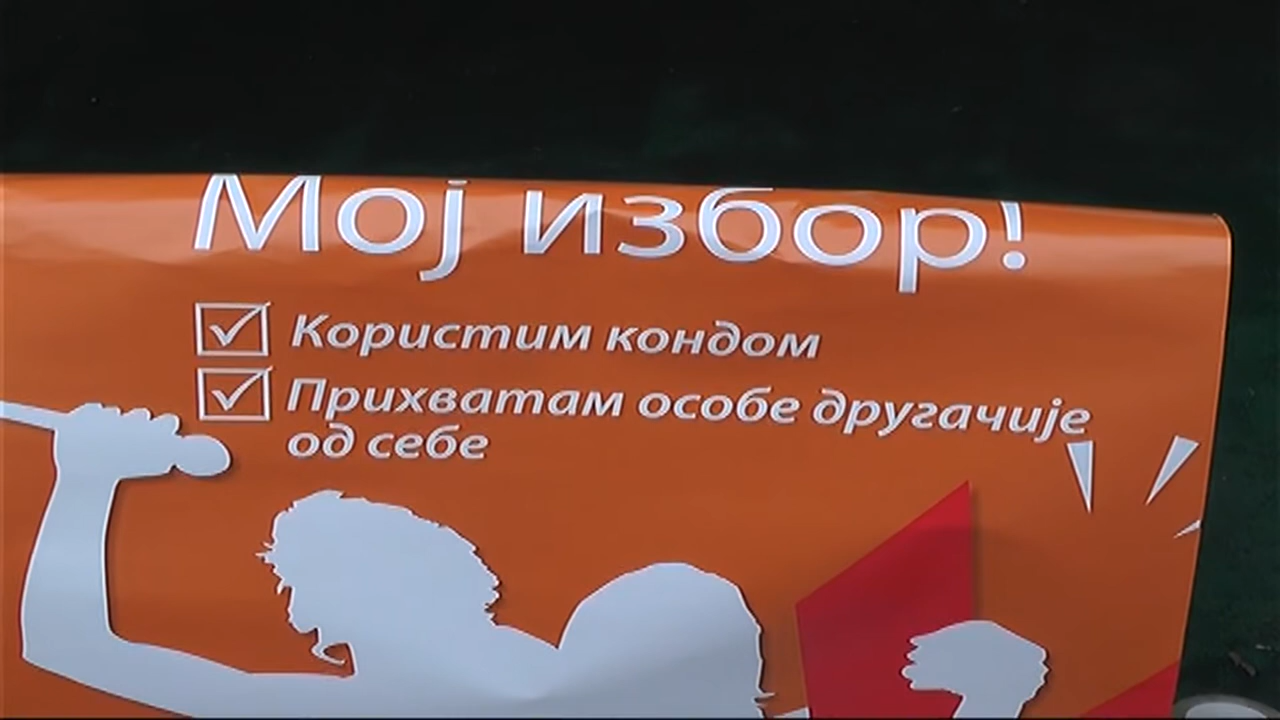 Мој избор!
Користим кондом
Прихватам особе другачије
од себе